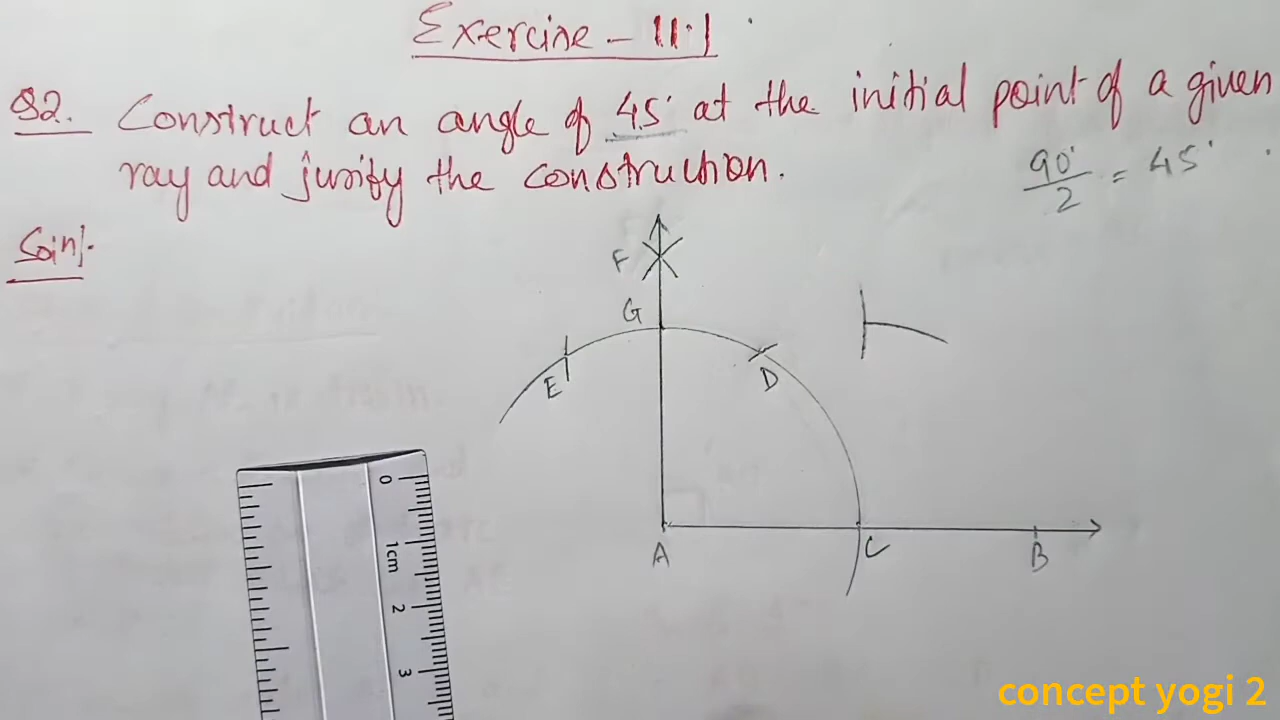 Exercise - 11.1
Q2. Construct an angle of 45° at the initial point of a given
ray and jusify the construction.
90°/2 = 45°
Soln:-
F
G
E
D
A
C
B
0
1cm
2
3
concept yogi 2